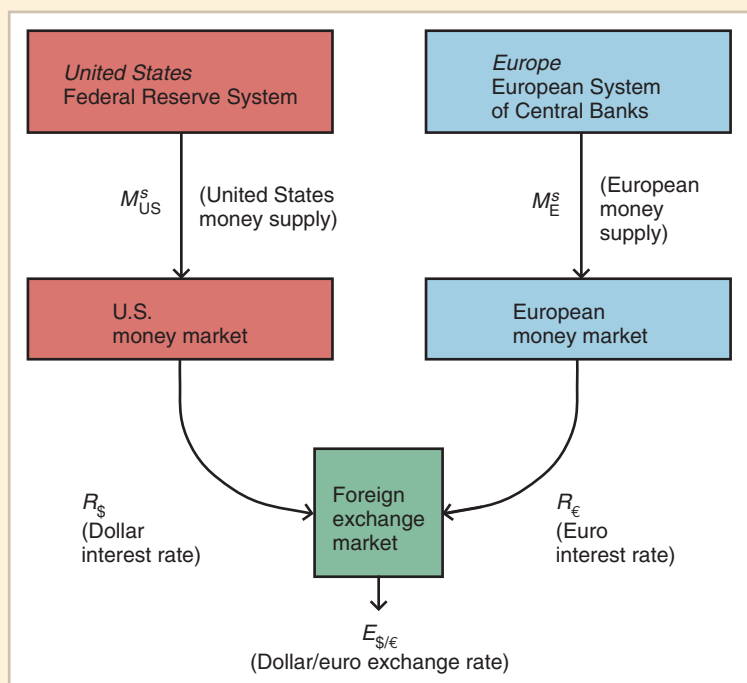 United States
Federal Reserve System
Europe
European System
of Central Banks
M^s_US
(United States
money supply)
M^s_E
(European
money
supply)
U.S.
money market
European
money market
R_$
(Dollar
interest rate)
Foreign
exchange
market
R_€
(Euro
interest rate)
E_$/€
(Dollar/euro exchange rate)